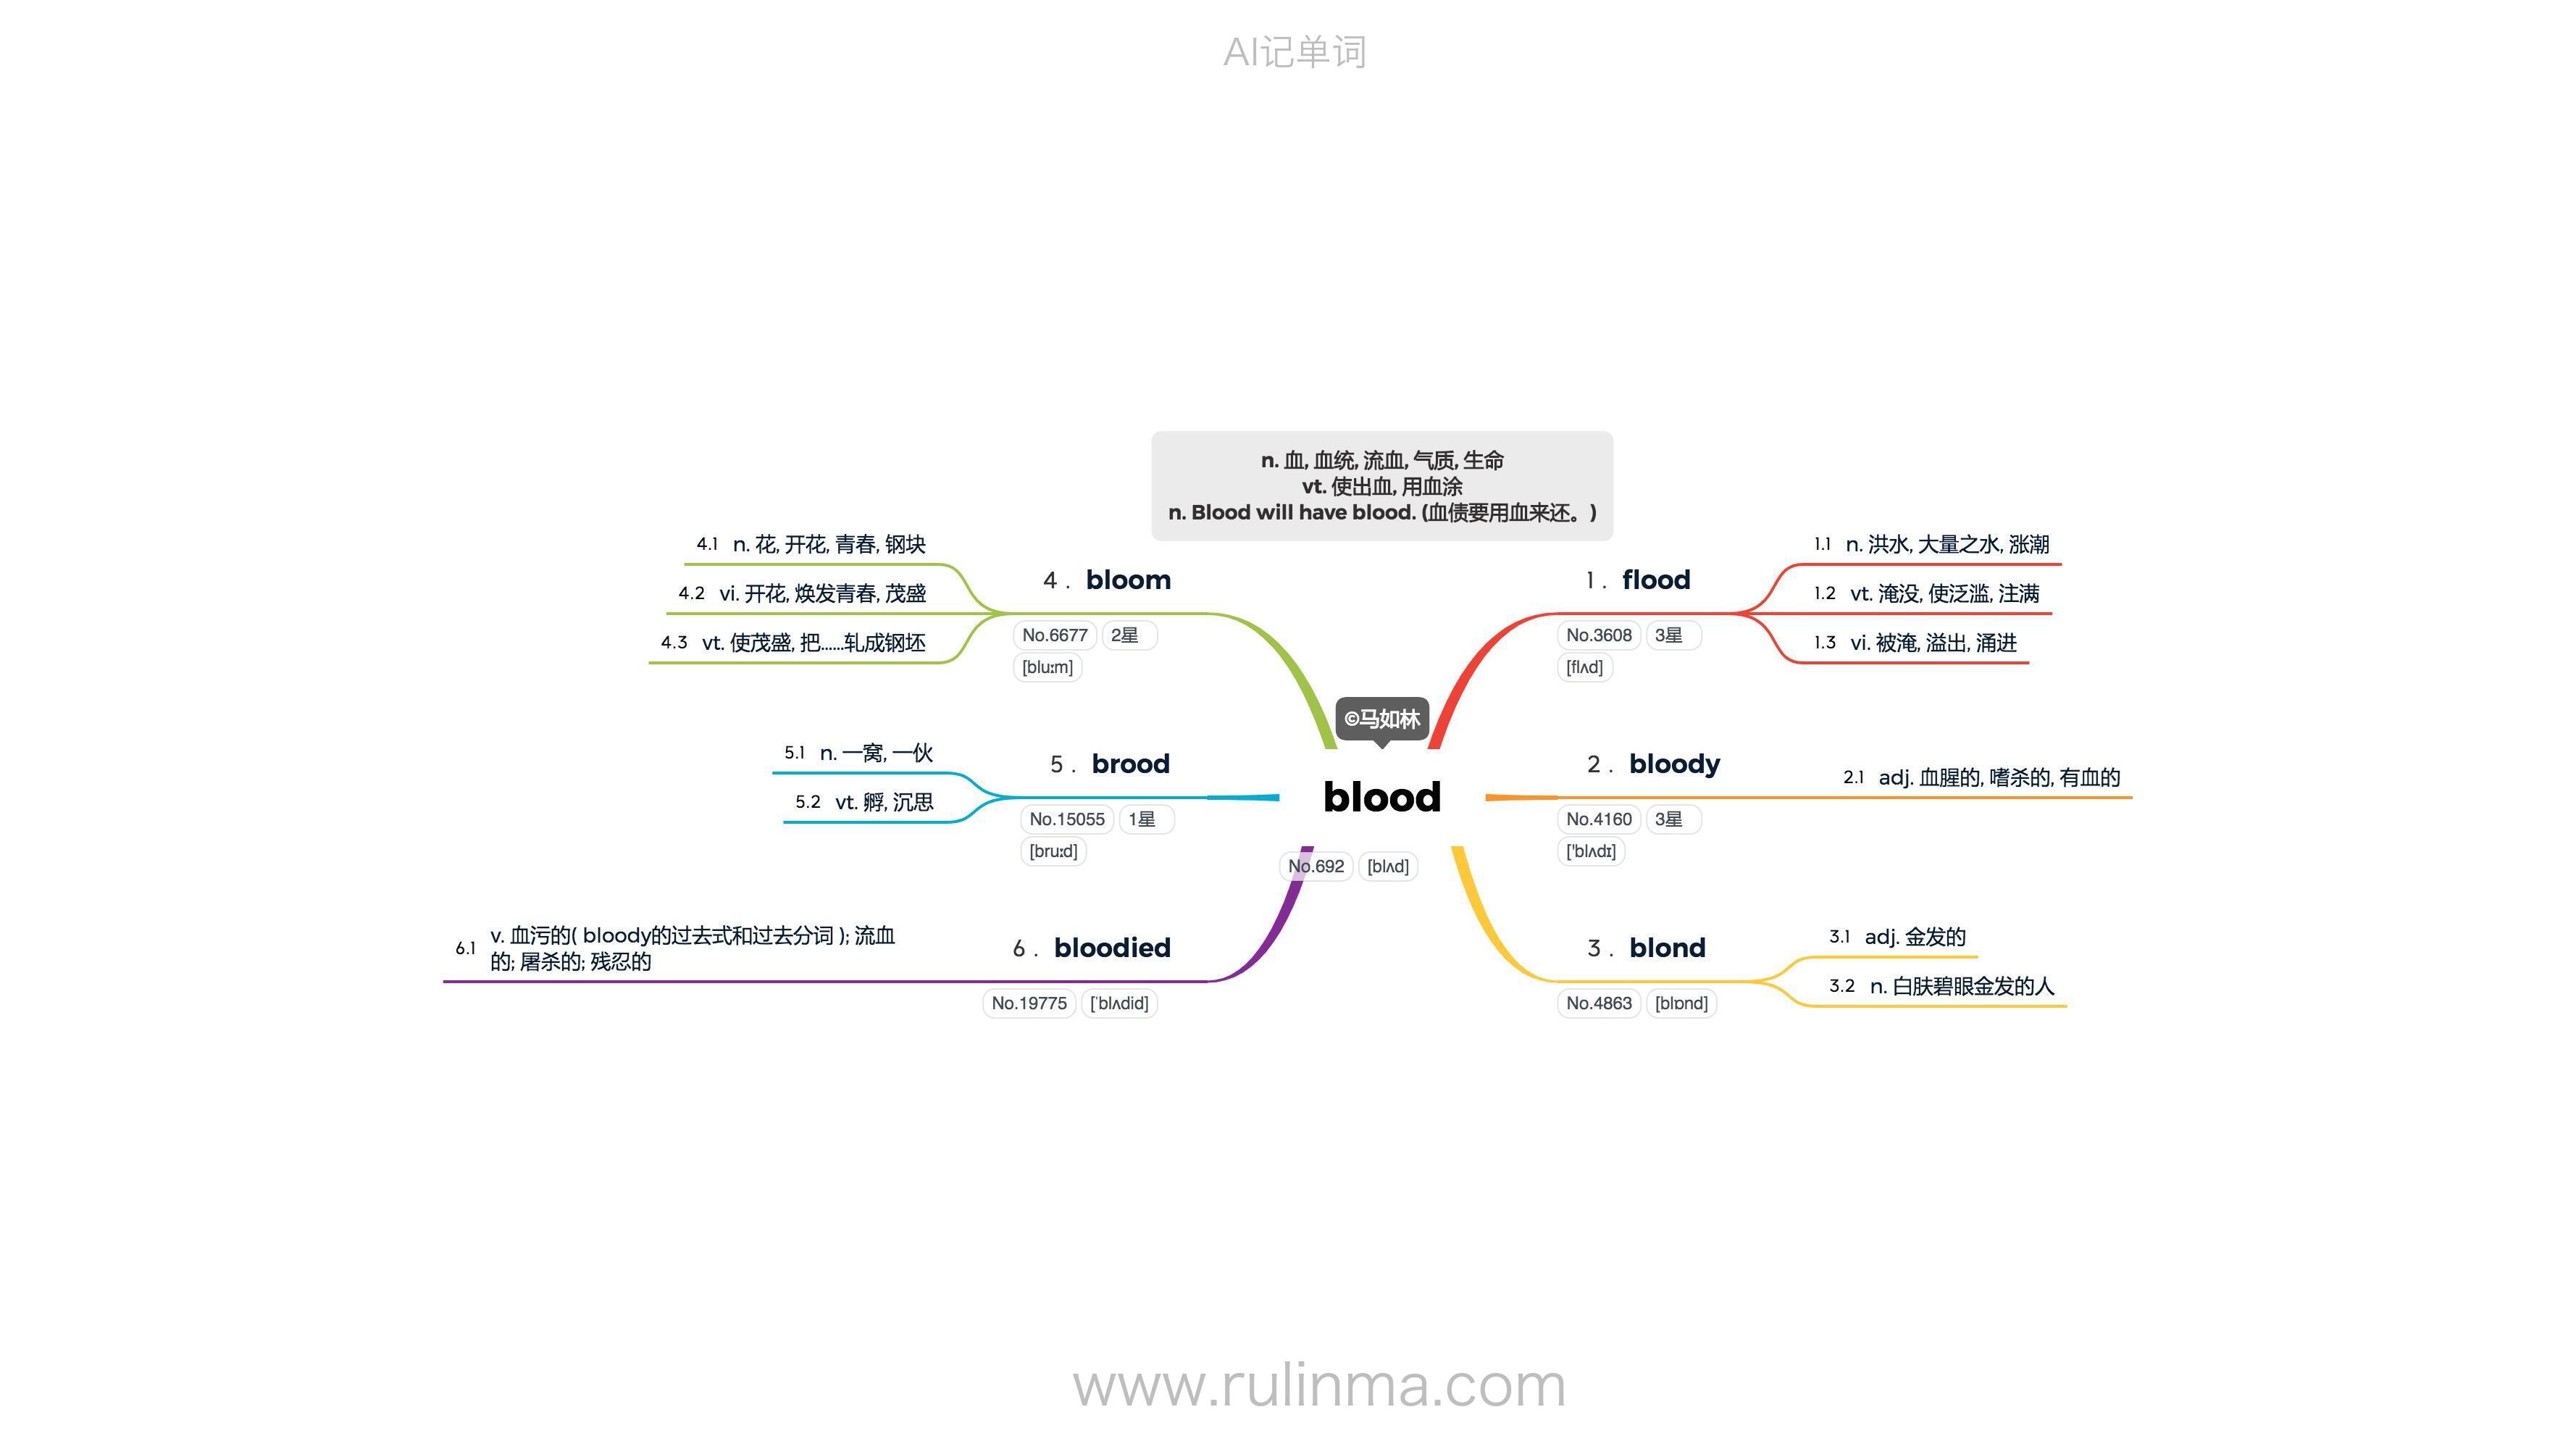 AI记单词
n. 血, 血统, 流血, 气质, 生命
vt. 使出血, 用血涂
n. Blood will have blood. (血债要用血来还。)
©马如林
blood
No.692 [blʌd]
1 . flood
No.3608 3星
[flʌd]
1.1 n. 洪水, 大量之水, 涨潮
1.2 vt. 淹没, 使泛滥, 注满
1.3 vi. 被淹, 溢出, 涌进
2 . bloody
No.4160 3星
['blʌdɪ]
2.1 adj. 血腥的, 嗜杀的, 有血的
3 . blond
No.4863 [blɒnd]
3.1 adj. 金发的
3.2 n. 白肤碧眼金发的人
4 . bloom
No.6677 2星
[blu:m]
4.1 n. 花, 开花, 青春, 钢块
4.2 vi. 开花, 焕发青春, 茂盛
4.3 vt. 使茂盛, 把......轧成钢坯
5 . brood
No.15055 1星
[bru:d]
5.1 n. 一窝, 一伙
5.2 vt. 孵, 沉思
6 . bloodied
No.19775 [ˈblʌdid]
6.1 v. 血污的( bloody的过去式和过去分词 ); 流血
的; 屠杀的; 残忍的
www.rulinma.com